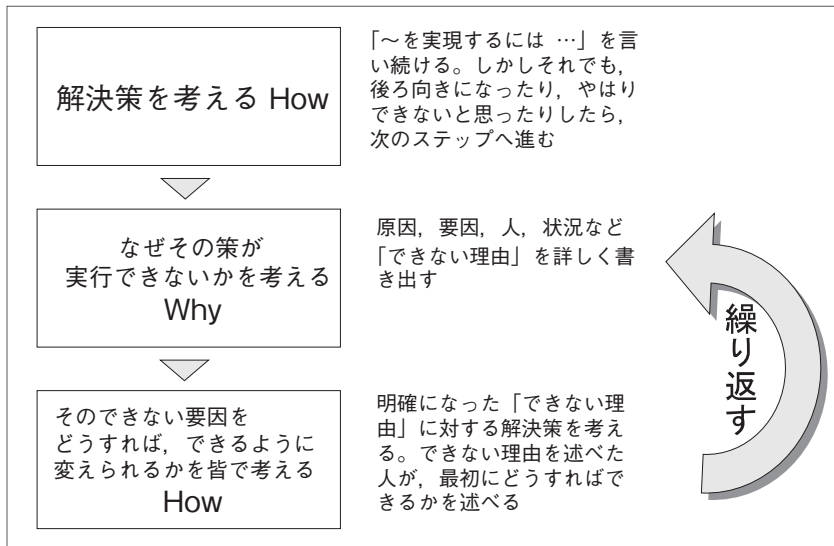 解決策を考える How
「～を実現するには …」を言
い続ける。しかしそれでも，
後ろ向きになったり，やはり
できないと思ったりしたら，
次のステップへ進む
なぜその策が
実行できないかを考える
Why
原因，要因，人，状況など
「できない理由」を詳しく書
き出す
そのできない要因を
どうすれば，できるように
変えられるかを皆で考える
How
明確になった「できない理
由」に対する解決策を考え
る。できない理由を述べた
人が，最初にどうすればで
きるかを述べる
繰り返す